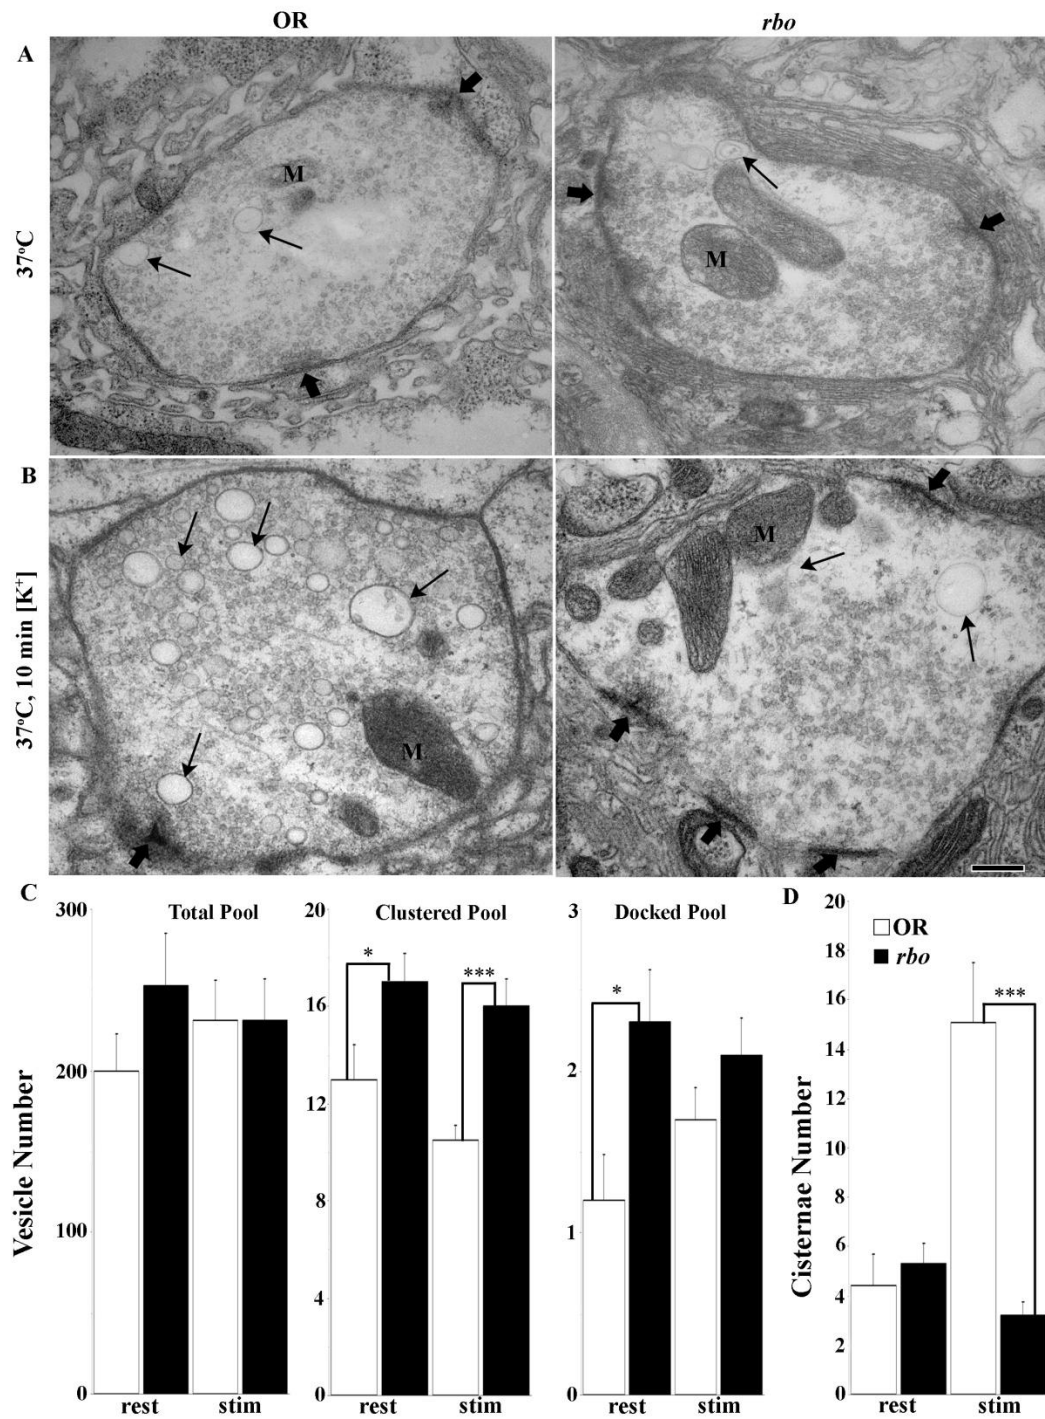 OR
rbo
A
37°C
M
M
B
37°C, 10 min [K⁺]
M
M
C
Total Pool
Clustered Pool
Docked Pool
D
Vesicle Number
300
200
100
0
rest
stim
20
16
12
8
4
0
*
***
rest
stim
3
2
1
0
*
rest
stim
Cisternae Number
20
18
16
14
12
10
8
6
4
2
0
OR
rbo
***
rest
stim